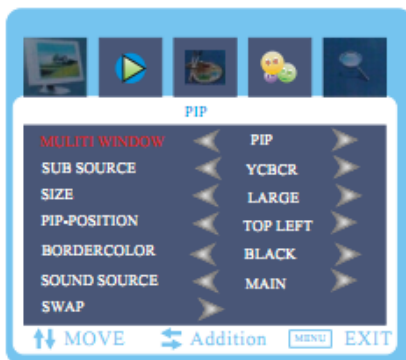 PIP
MULITI WINDOW PIP
SUB SOURCE YCBCR
SIZE LARGE
PIP-POSITION TOP LEFT
BORDERCOLOR BLACK
SOUND SOURCE MAIN
SWAP
MOVE Addition MENU EXIT